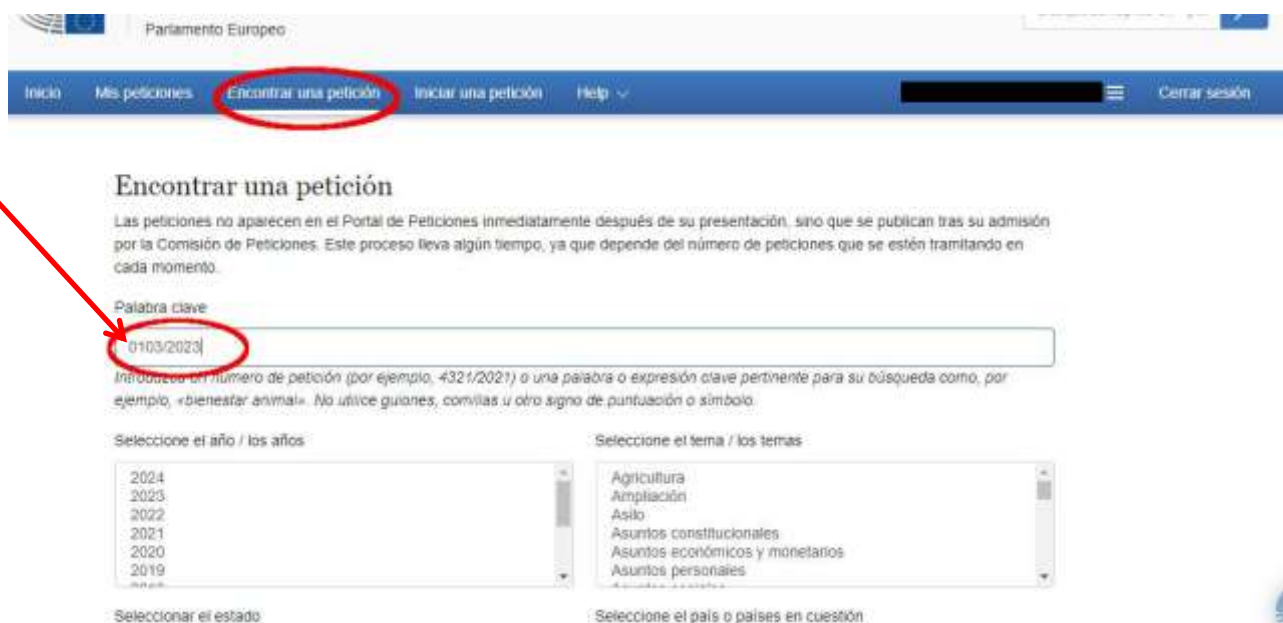 Parlamento Europeo
Inicio Mis peticiones Encontrar una petición Iniciar una petición Help Cerrar sesión
Encontrar una petición
Las peticiones no aparecen en el Portal de Peticiones inmediatamente después de su presentación, sino que se publican tras su admisión
por la Comisión de Peticiones. Este proceso lleva algún tiempo, ya que depende del número de peticiones que se estén tramitando en
cada momento.
Palabra clave
0103/2023
Introduzca un número de petición (por ejemplo, 4321/2021) o una palabra o expresión clave pertinente para su búsqueda como, por
ejemplo, «bienestar animal». No utilice guiones, comillas u otro signo de puntuación o símbolo.
Seleccione el año / los años Seleccione el tema / los temas
2024 Agricultura
2023 Ampliación
2022 Asilo
2021 Asuntos constitucionales
2020 Asuntos económicos y monetarios
2019 Asuntos personales
Seleccionar el estado Seleccione el país o países en cuestión